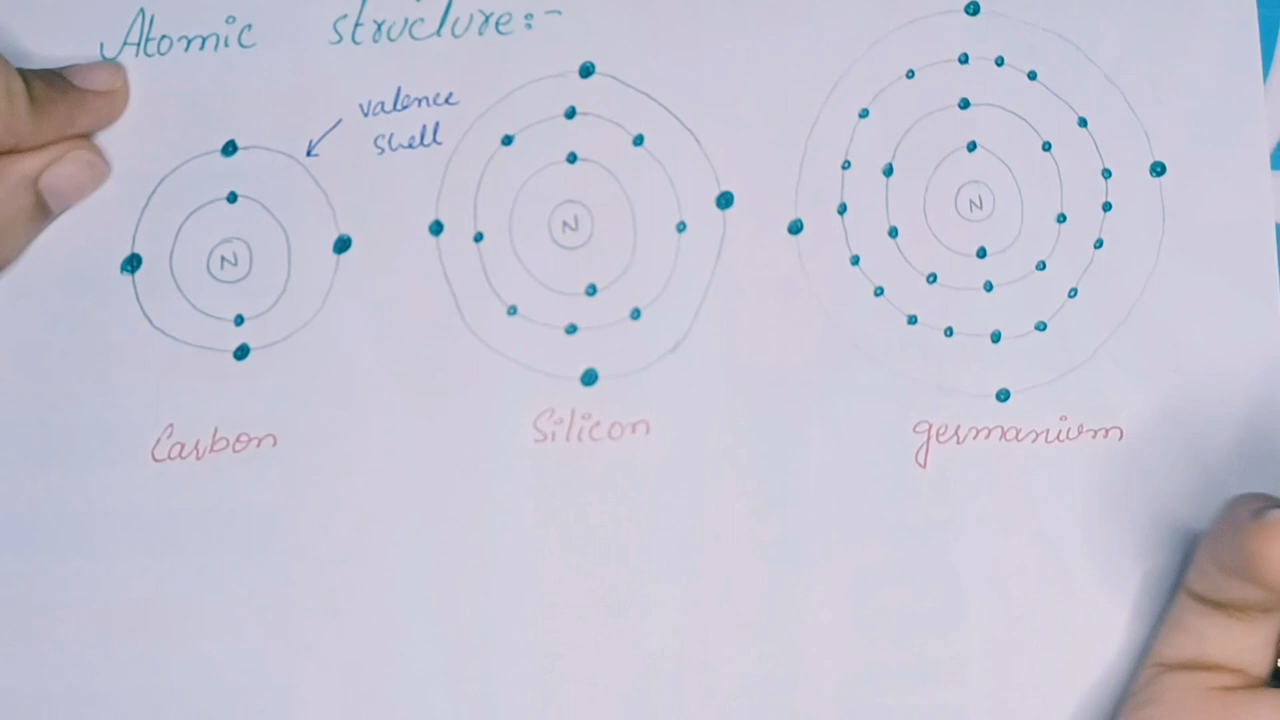 Atomic structure:-
valence
shell
N
N
N
Carbon
Silicon
germanium